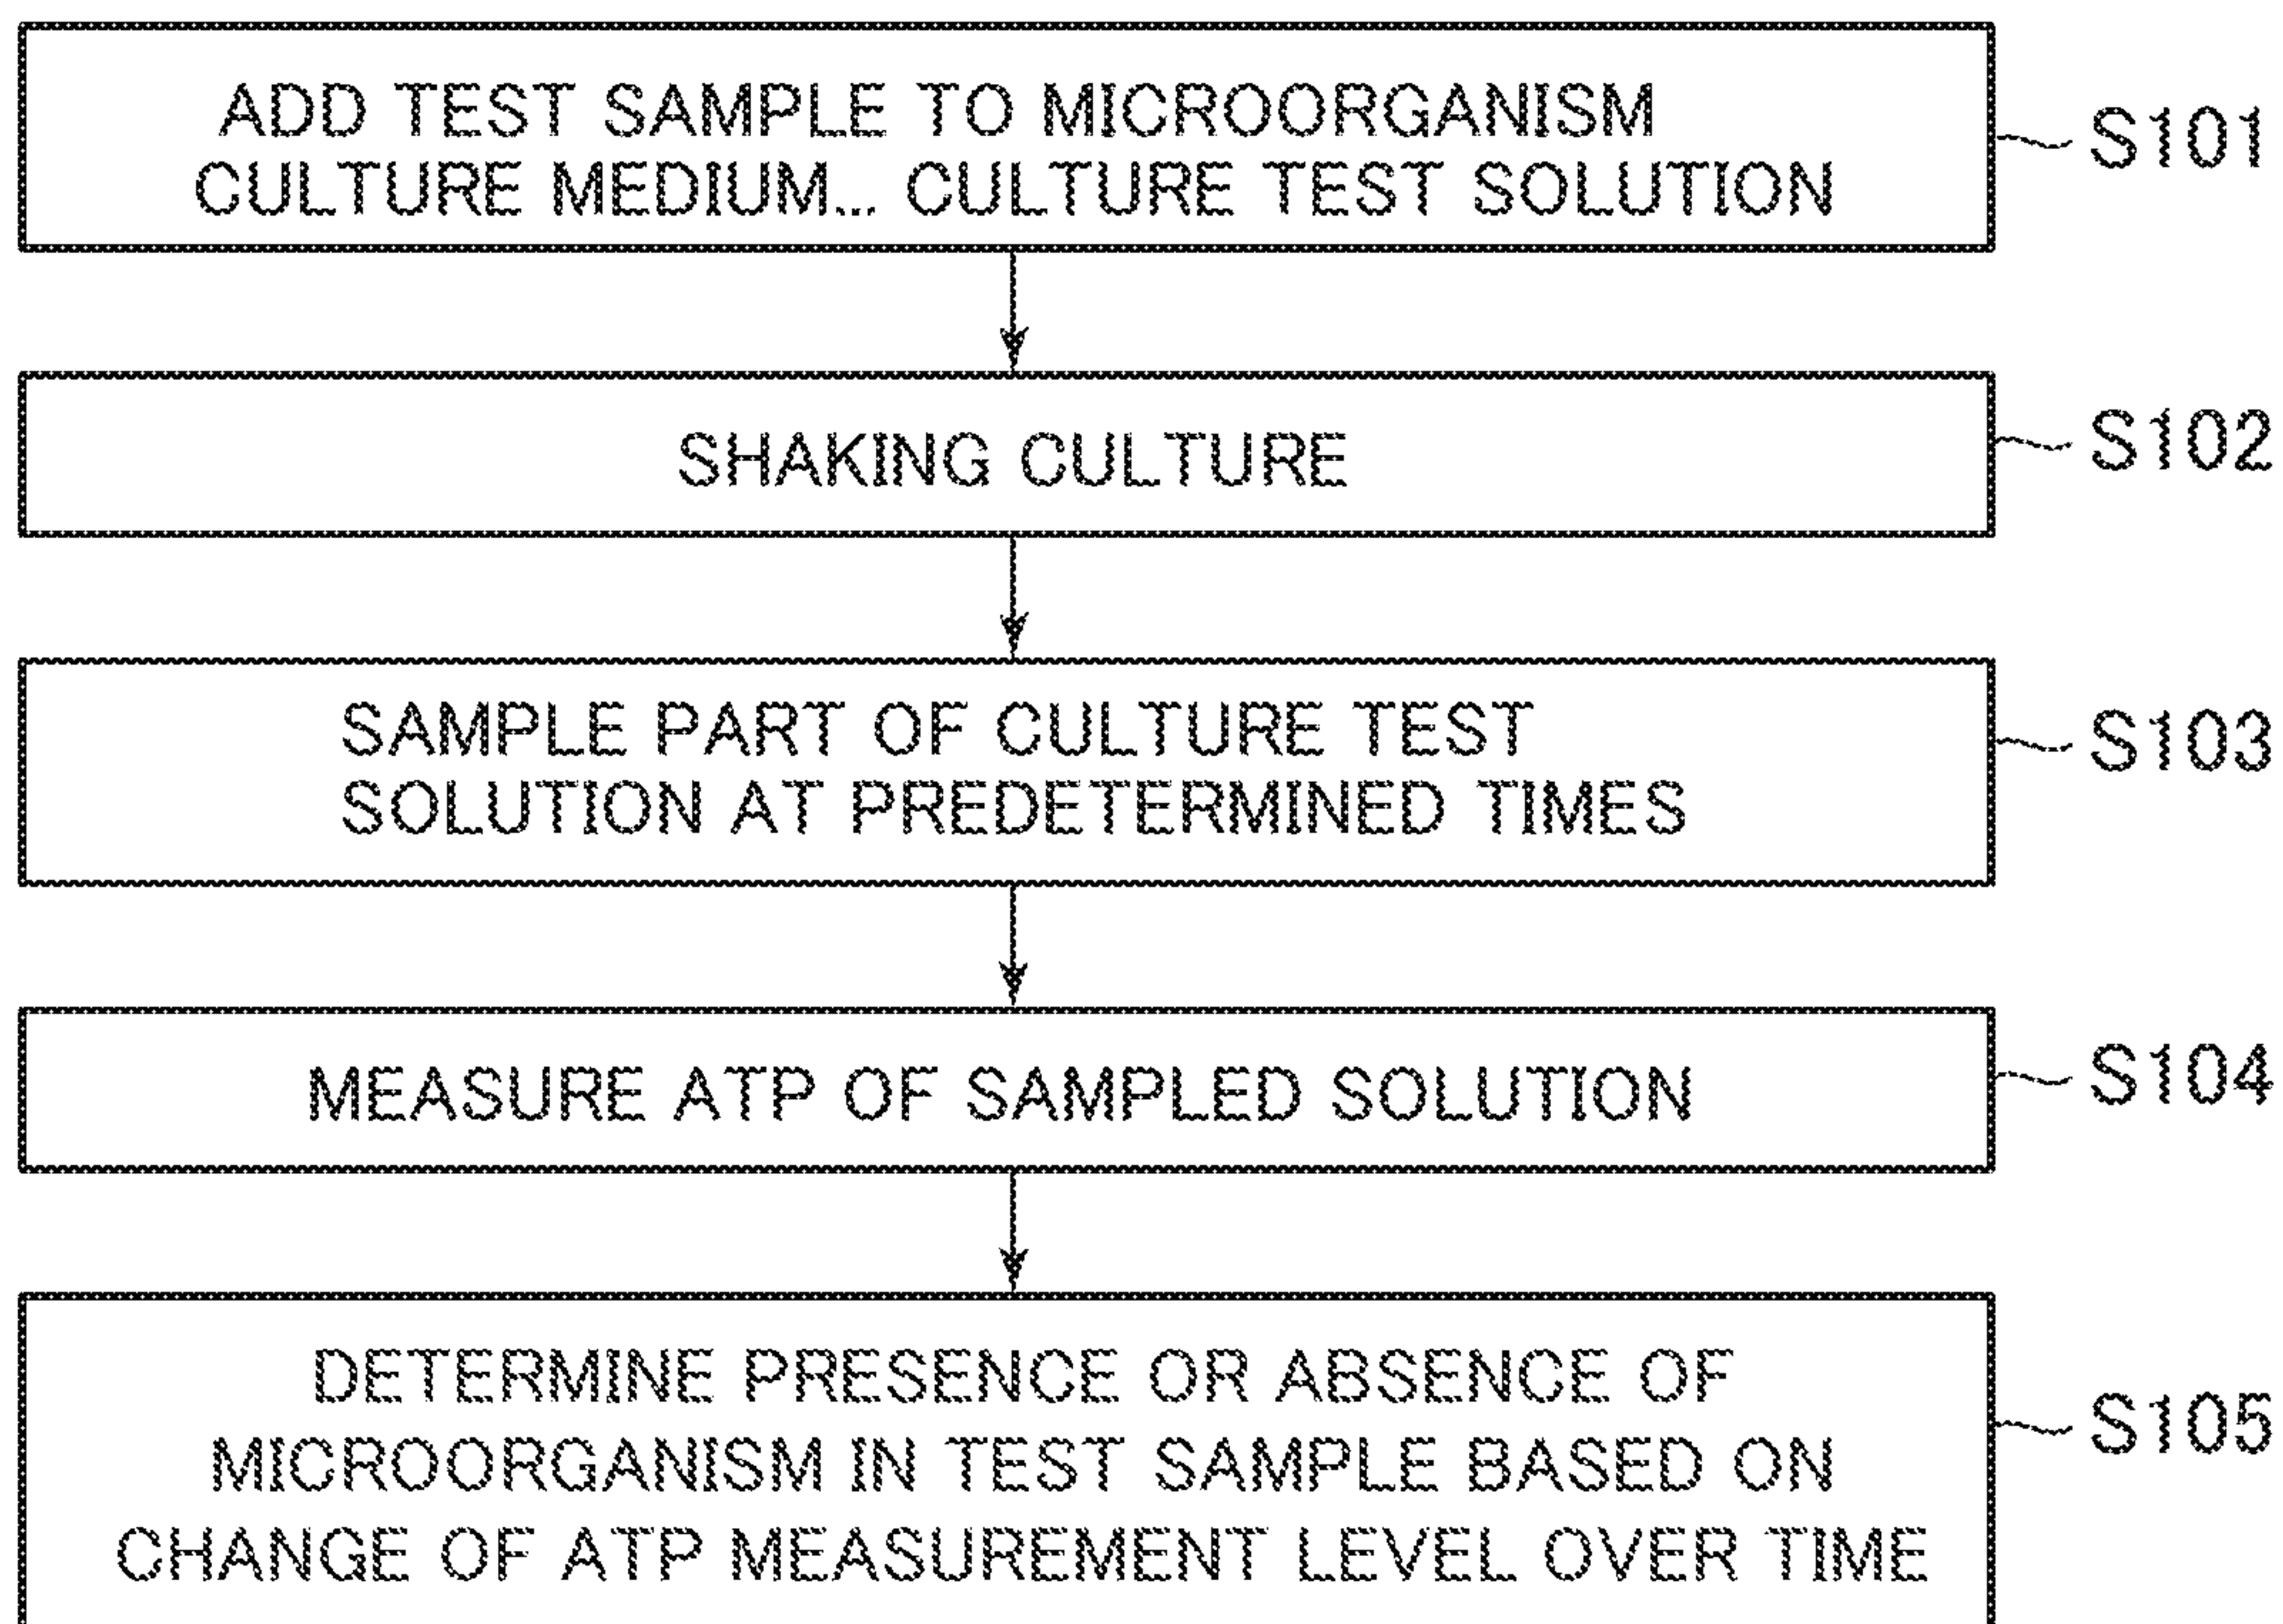 ADD TEST SAMPLE TO MICROORGANISM
CULTURE MEDIUM... CULTURE TEST SOLUTION
S101
SHAKING CULTURE
S102
SAMPLE PART OF CULTURE TEST
SOLUTION AT PREDETERMINED TIMES
S103
MEASURE ATP OF SAMPLED SOLUTION
S104
DETERMINE PRESENCE OR ABSENCE OF
MICROORGANISM IN TEST SAMPLE BASED ON
CHANGE OF ATP MEASUREMENT LEVEL OVER TIME
S105